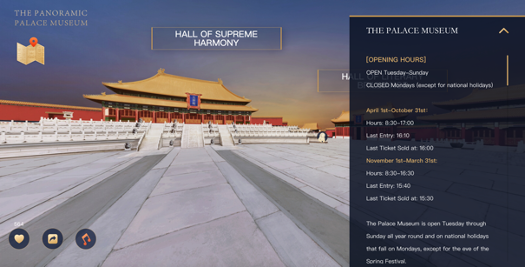 THE PANORAMIC
PALACE MUSEUM
HALL OF SUPREME
HARMONY
THE PALACE MUSEUM
[OPENING HOURS]
OPEN Tuesday–Sunday
CLOSED Mondays (except for national holidays)
April 1st–October 31st:
Hours: 8:30–17:00
Last Entry: 16:10
Last Ticket Sold at: 16:00
November 1st–March 31st:
Hours: 8:30–16:30
Last Entry: 15:40
Last Ticket Sold at: 15:30
The Palace Museum is open Tuesday through
Sunday all year round and on national holidays
that fall on Mondays, except for the eve of the
Spring Festival.